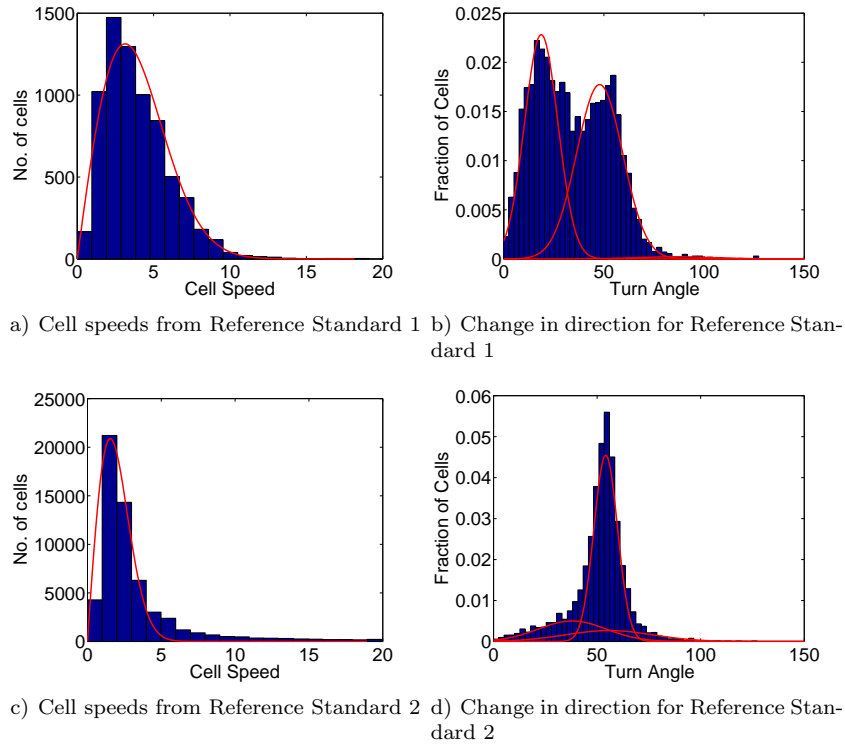 1500
1000
500
0
No. of cells
0 5 10 15 20
Cell Speed
0.025
0.02
0.015
0.01
0.005
0
Fraction of Cells
0 50 100 150
Turn Angle
a) Cell speeds from Reference Standard 1
b) Change in direction for Reference Stan-
dard 1
25000
20000
15000
10000
5000
0
No. of cells
0 5 10 15 20
Cell Speed
0.06
0.05
0.04
0.03
0.02
0.01
0
Fraction of Cells
0 50 100 150
Turn Angle
c) Cell speeds from Reference Standard 2
d) Change in direction for Reference Stan-
dard 2